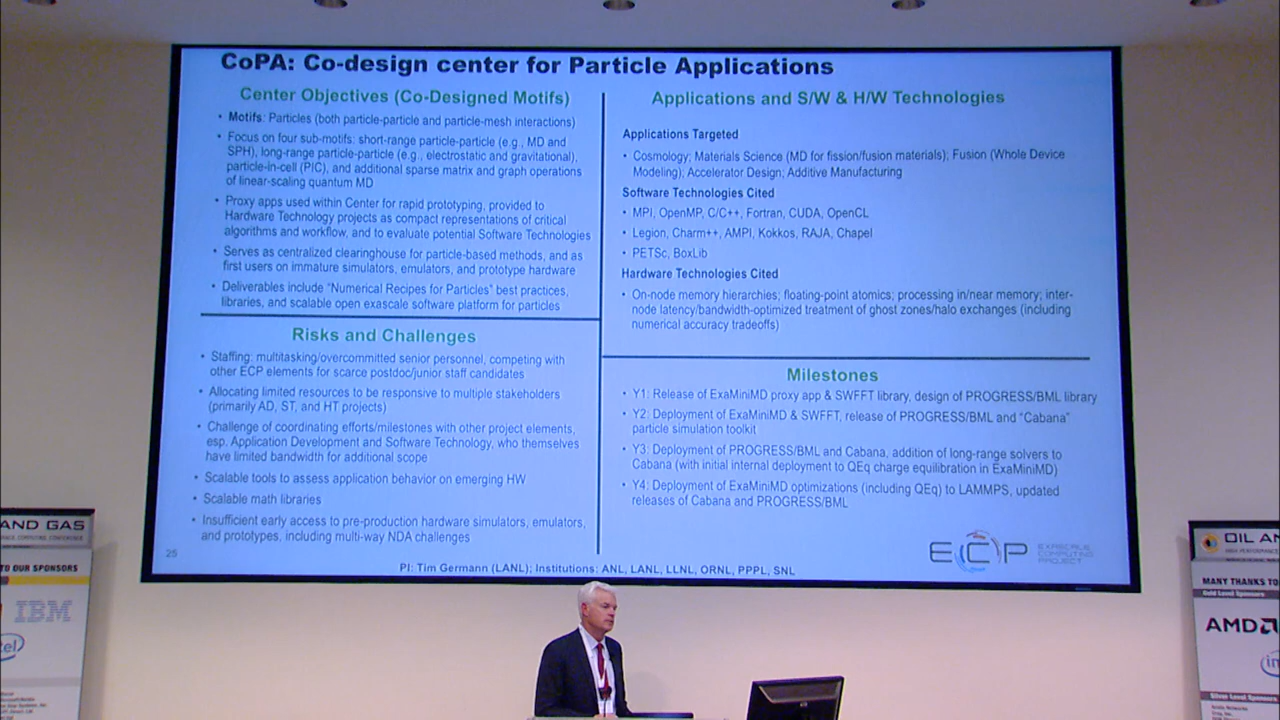 CoPA: Co-design center for Particle Applications
Center Objectives (Co-Designed Motifs)
• Motifs: Particles (both particle-particle and particle-mesh interactions)
• Focus on four sub-motifs: short-range particle-particle (e.g., MD and
SPH), long-range particle-particle (e.g., electrostatic and gravitational),
particle-in-cell (PIC), and additional sparse matrix and graph operations
of linear-scaling quantum MD
• Proxy apps used within Center for rapid prototyping, provided to
Hardware Technology projects as compact representations of critical
algorithms and workflow, and to evaluate potential Software Technologies
• Serves as centralized clearinghouse for particle-based methods, and as
first users on immature simulators, emulators, and prototype hardware
• Deliverables include "Numerical Recipes for Particles" best practices,
libraries, and scalable open exascale software platform for particles
Applications and S/W & H/W Technologies
Applications Targeted
• Cosmology; Materials Science (MD for fission/fusion materials); Fusion (Whole Device
Modeling); Accelerator Design; Additive Manufacturing
Software Technologies Cited
• MPI, OpenMP, C/C++, Fortran, CUDA, OpenCL
• Legion, Charm++, AMPI, Kokkos, RAJA, Chapel
• PETSc, BoxLib
Hardware Technologies Cited
• On-node memory hierarchies; floating-point atomics; processing in/near memory; inter-
node latency/bandwidth-optimized treatment of ghost zones/halo exchanges (including
numerical accuracy tradeoffs)
Risks and Challenges
• Staffing: multitasking/overcommitted senior personnel, competing with
other ECP elements for scarce postdoc/junior staff candidates
• Allocating limited resources to be responsive to multiple stakeholders
(primarily AD, ST, and HT projects)
• Challenge of coordinating efforts/milestones with other project elements,
esp. Application Development and Software Technology, who themselves
have limited bandwidth for additional scope
• Scalable tools to assess application behavior on emerging HW
• Scalable math libraries
• Insufficient early access to pre-production hardware simulators, emulators,
and prototypes, including multi-way NDA challenges
Milestones
• Y1: Release of ExaMiniMD proxy app & SWFFT library, design of PROGRESS/BML library
• Y2: Deployment of ExaMiniMD & SWFFT, release of PROGRESS/BML and "Cabana"
particle simulation toolkit
• Y3: Deployment of PROGRESS/BML and Cabana, addition of long-range solvers to
Cabana (with initial internal deployment to QEq charge equilibration in ExaMiniMD)
• Y4: Deployment of ExaMiniMD optimizations (including QEq) to LAMMPS, updated
releases of Cabana and PROGRESS/BML
25
PI: Tim Germann (LANL); Institutions: ANL, LANL, LLNL, ORNL, PPPL, SNL
ECP
EXASCALE
COMPUTING
PROJECT
AND GAS
TO OUR SPONSORS
IBM
tel
OIL AN
HIGH PERFORMANCE
MANY THANKS TO
Gold Level Sponsors
AMD
in
Silver Level Sponsors